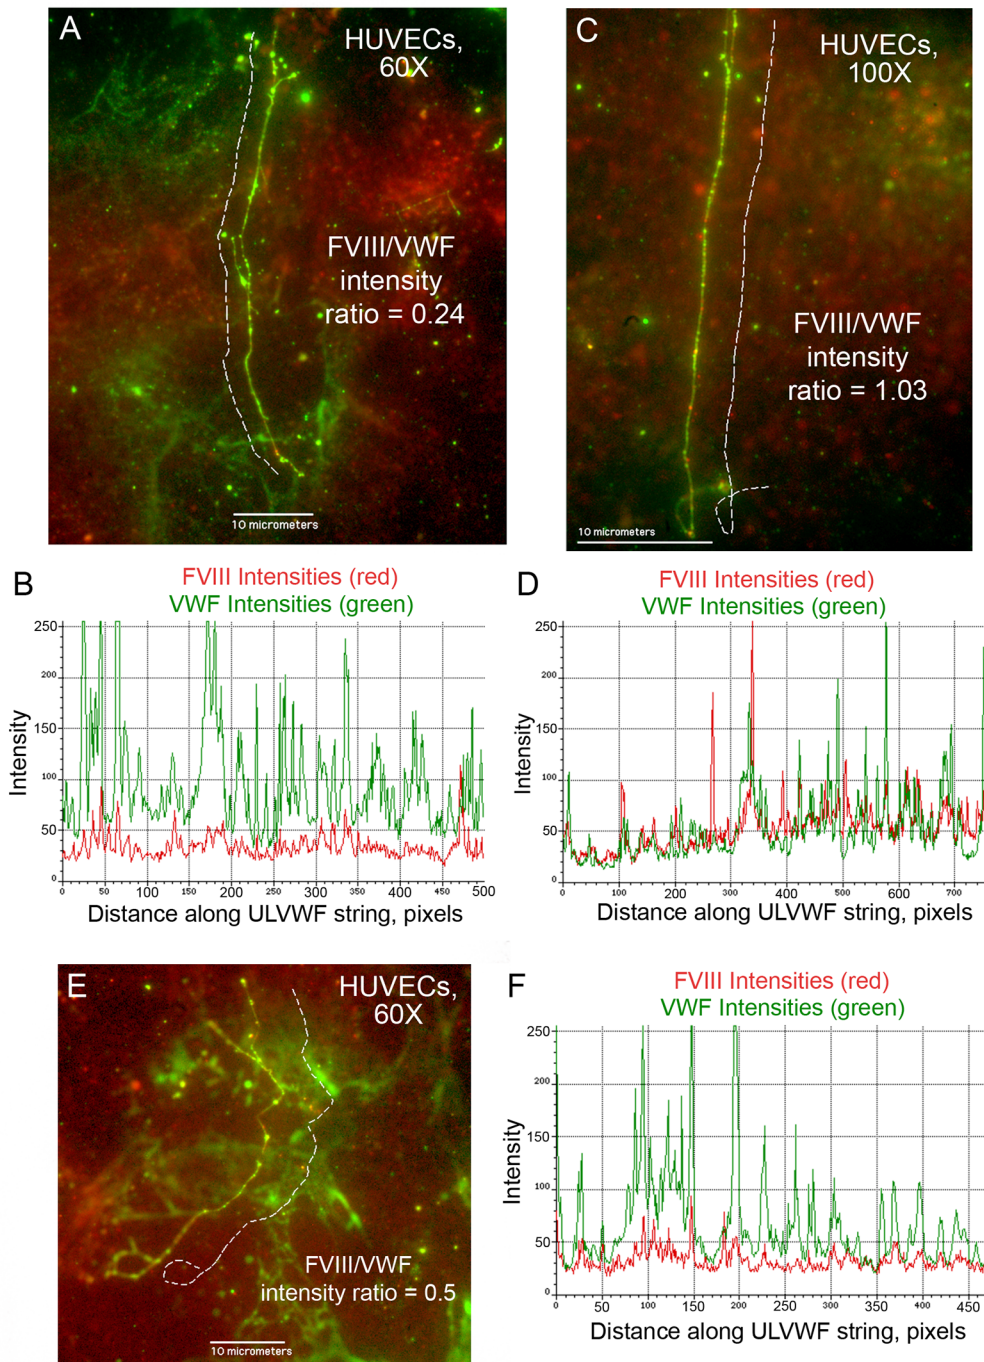 A
HUVECs,
60X
FVIII/VWF
intensity
ratio = 0.24
10 micrometers
C
HUVECs,
100X
FVIII/VWF
intensity
ratio = 1.03
10 micrometers
B
FVIII Intensities (red)
VWF Intensities (green)
Intensity
250
200
150
100
50
0
0 50 100 150 200 250 300 350 400 450 500
Distance along ULVWF string, pixels
D
FVIII Intensities (red)
VWF Intensities (green)
Intensity
250
200
150
100
50
0
0 100 200 300 400 500 600 700
Distance along ULVWF string, pixels
E
HUVECs,
60X
FVIII/VWF
intensity ratio = 0.5
10 micrometers
F
FVIII Intensities (red)
VWF Intensities (green)
Intensity
250
200
150
100
50
0
0 50 100 150 200 250 300 350 400 450
Distance along ULVWF string, pixels